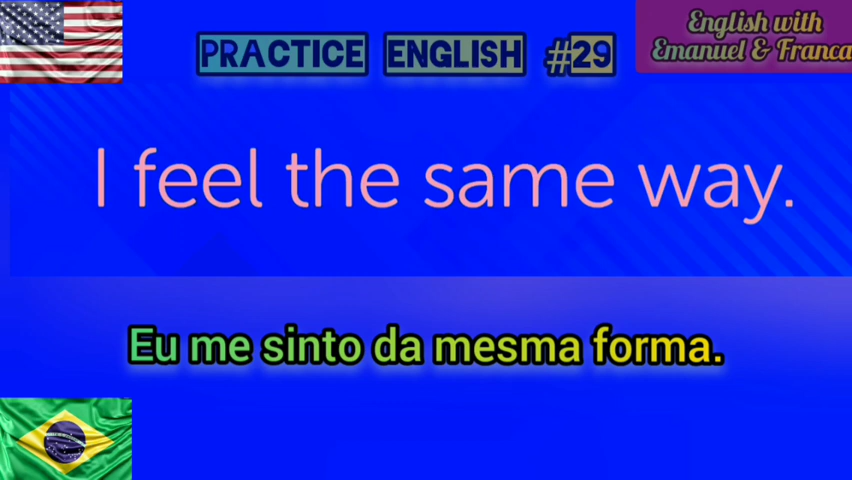 PRACTICE ENGLISH #29
English with
Emanuel & Franca
I feel the same way.
Eu me sinto da mesma forma.